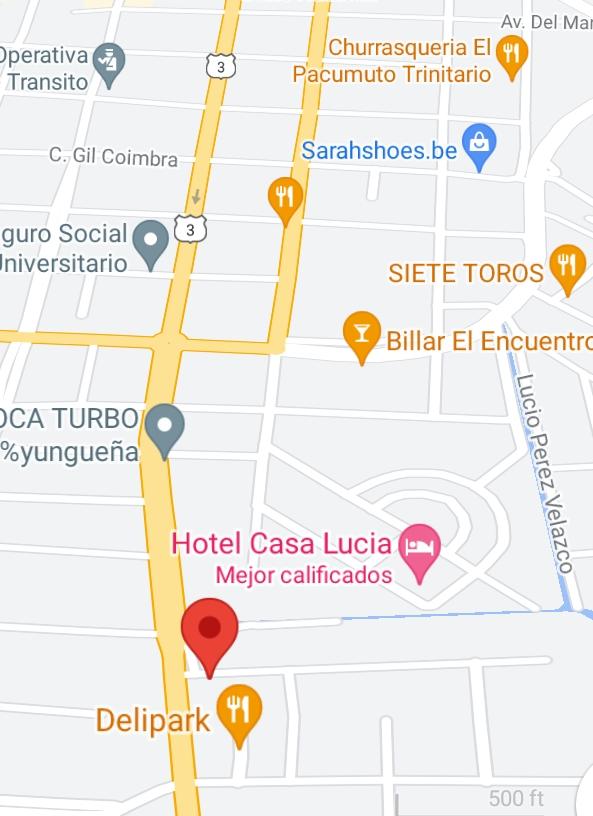 Av. Del Mar
Churrasqueria El
Pacumuto Trinitario
Operativa
Transito
3
C. Gil Coimbra
Sarahshoes.be
3
guro Social
Universitario
SIETE TOROS
Billar El Encuentro
OCA TURBO
%yungueña
Lucio Perez Velazco
Hotel Casa Lucia
Mejor calificados
Delipark
500 ft